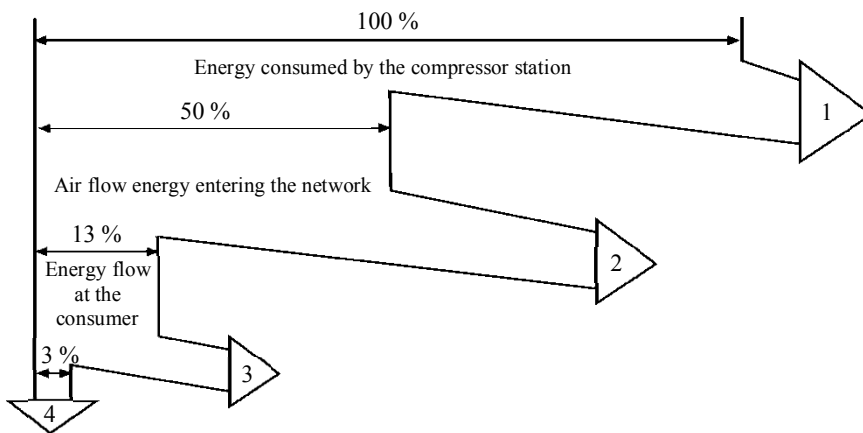 100 %
Energy consumed by the compressor station
1
50 %
Air flow energy entering the network
2
13 %
Energy flow
at the
consumer
3 %
3
4